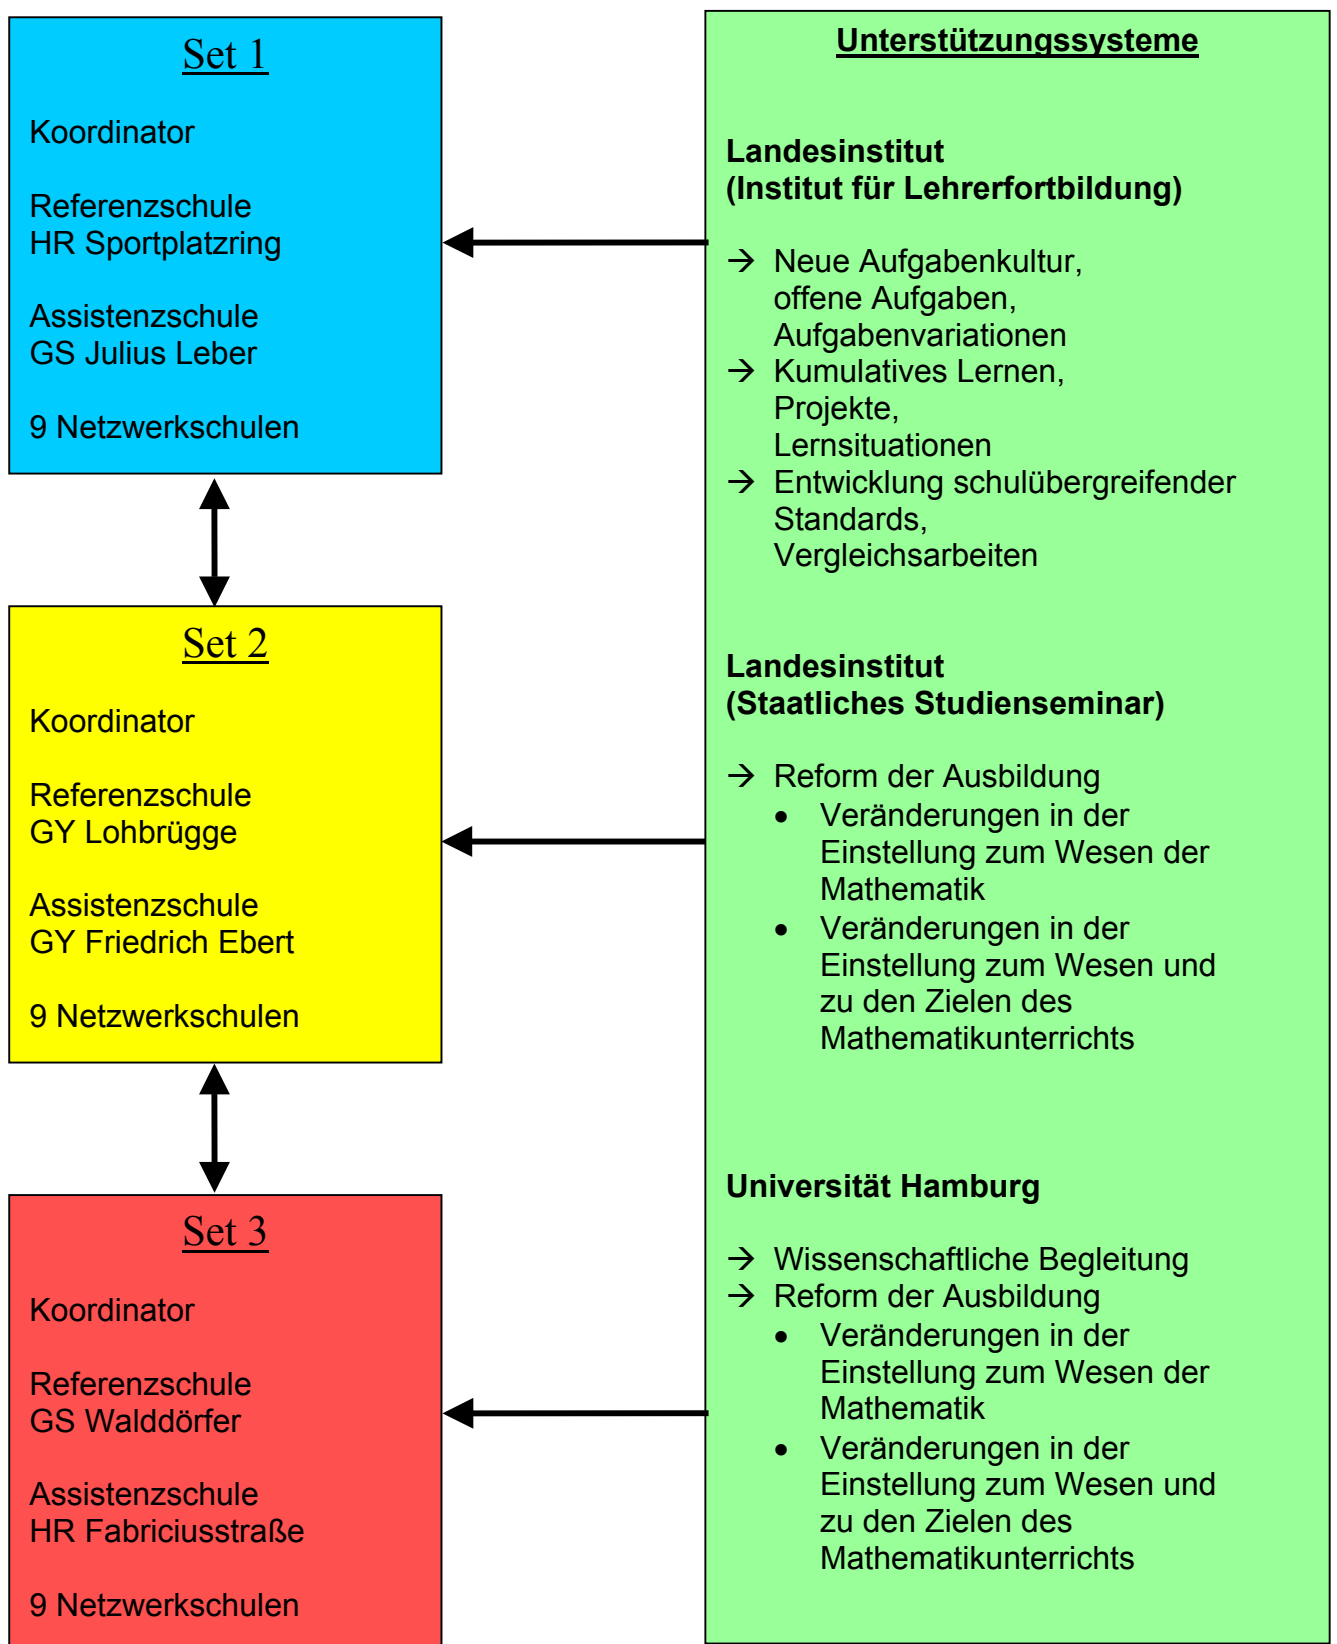 Set 1
Koordinator
Referenzschule
HR Sportplatzring
Assistenzschule
GS Julius Leber
9 Netzwerkschulen
Set 2
Koordinator
Referenzschule
GY Lohbrügge
Assistenzschule
GY Friedrich Ebert
9 Netzwerkschulen
Set 3
Koordinator
Referenzschule
GS Walddörfer
Assistenzschule
HR Fabriciusstraße
9 Netzwerkschulen
Unterstützungssysteme
Landesinstitut
(Institut für Lehrerfortbildung)
→ Neue Aufgabenkultur,
offene Aufgaben,
Aufgabenvariationen
→ Kumulatives Lernen,
Projekte,
Lernsituationen
→ Entwicklung schulübergreifender
Standards,
Vergleichsarbeiten
Landesinstitut
(Staatliches Studienseminar)
→ Reform der Ausbildung
• Veränderungen in der
Einstellung zum Wesen der
Mathematik
• Veränderungen in der
Einstellung zum Wesen und
zu den Zielen des
Mathematikunterrichts
Universität Hamburg
→ Wissenschaftliche Begleitung
→ Reform der Ausbildung
• Veränderungen in der
Einstellung zum Wesen der
Mathematik
• Veränderungen in der
Einstellung zum Wesen und
zu den Zielen des
Mathematikunterrichts